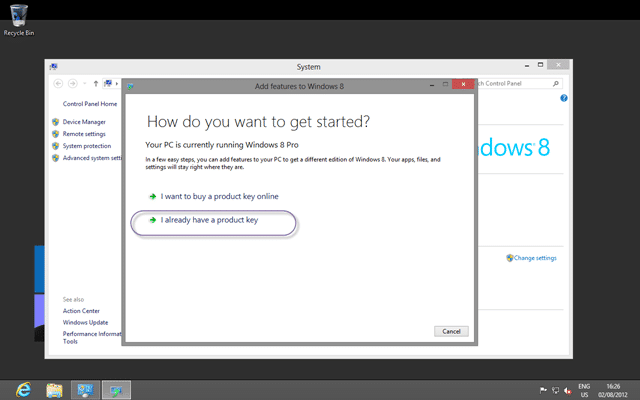 Recycle Bin
System
Add features to Windows 8
ch Control Panel
Control Panel Home
Device Manager
Remote settings
System protection
Advanced system setti
How do you want to get started?
Your PC is currently running Windows 8 Pro
In a few easy steps, you can add features to your PC to get a different edition of Windows 8. Your apps, files, and
settings will stay right where they are.
I want to buy a product key online
I already have a product key
ndows 8
Change settings
See also
Action Center
Windows Update
Performance Informat
Tools
Cancel
ENG
US
16:26
02/08/2012